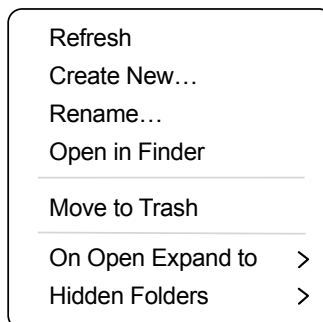 Refresh
Create New…
Rename…
Open in Finder
Move to Trash
On Open Expand to >
Hidden Folders >